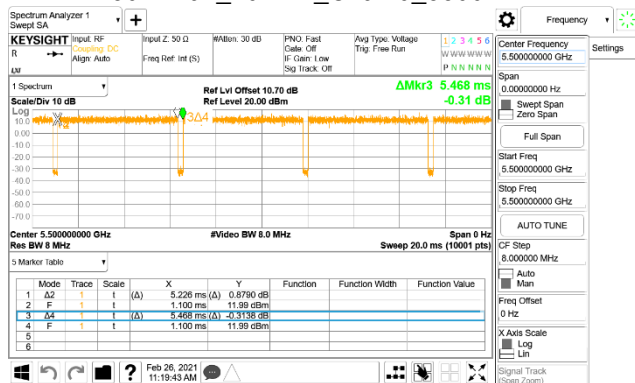 Spectrum Analyzer 1
Swept SA
+
Frequency
KEYSIGHT
Input: RF
Coupling: DC
Align: Auto
Input Z: 50 Ω
Freq Ref: Int (S)
#Atten: 30 dB
PNO: Fast
Gate: Off
IF Gain: Low
Sig Track: Off
Avg Type: Voltage
Trig: Free Run
1 2 3 4 5 6
W W W W W W
P N N N N N
R
LXI
1 Spectrum
Scale/Div 10 dB
Ref Lvl Offset 10.70 dB
Ref Level 20.00 dBm
ΔMkr3 5.468 ms
-0.31 dB
Log
10.0
0.00
-10.0
-20.0
-30.0
-40.0
-50.0
-60.0
-70.0
3Δ4
Center 5.500000000 GHz
Res BW 8 MHz
#Video BW 8.0 MHz
Span 0 Hz
Sweep 20.0 ms (10001 pts)
5 Marker Table
Mode Trace Scale X Y Function Function Width Function Value
1 Δ2 1 t (Δ) 5.226 ms (Δ) 0.8790 dB
2 F 1 t 1.100 ms 11.99 dBm
3 Δ4 1 t (Δ) 5.468 ms (Δ) -0.3138 dB
4 F 1 t 1.100 ms 11.99 dBm
5
6
Feb 26, 2021
11:19:43 AM
Center Frequency
5.500000000 GHz
Settings
Span
0.00000000 Hz
Swept Span
Zero Span
Full Span
Start Freq
5.500000000 GHz
Stop Freq
5.500000000 GHz
AUTO TUNE
CF Step
8.000000 MHz
Auto
Man
Freq Offset
0 Hz
X Axis Scale
Log
Lin
Signal Track
(Span Zoom)